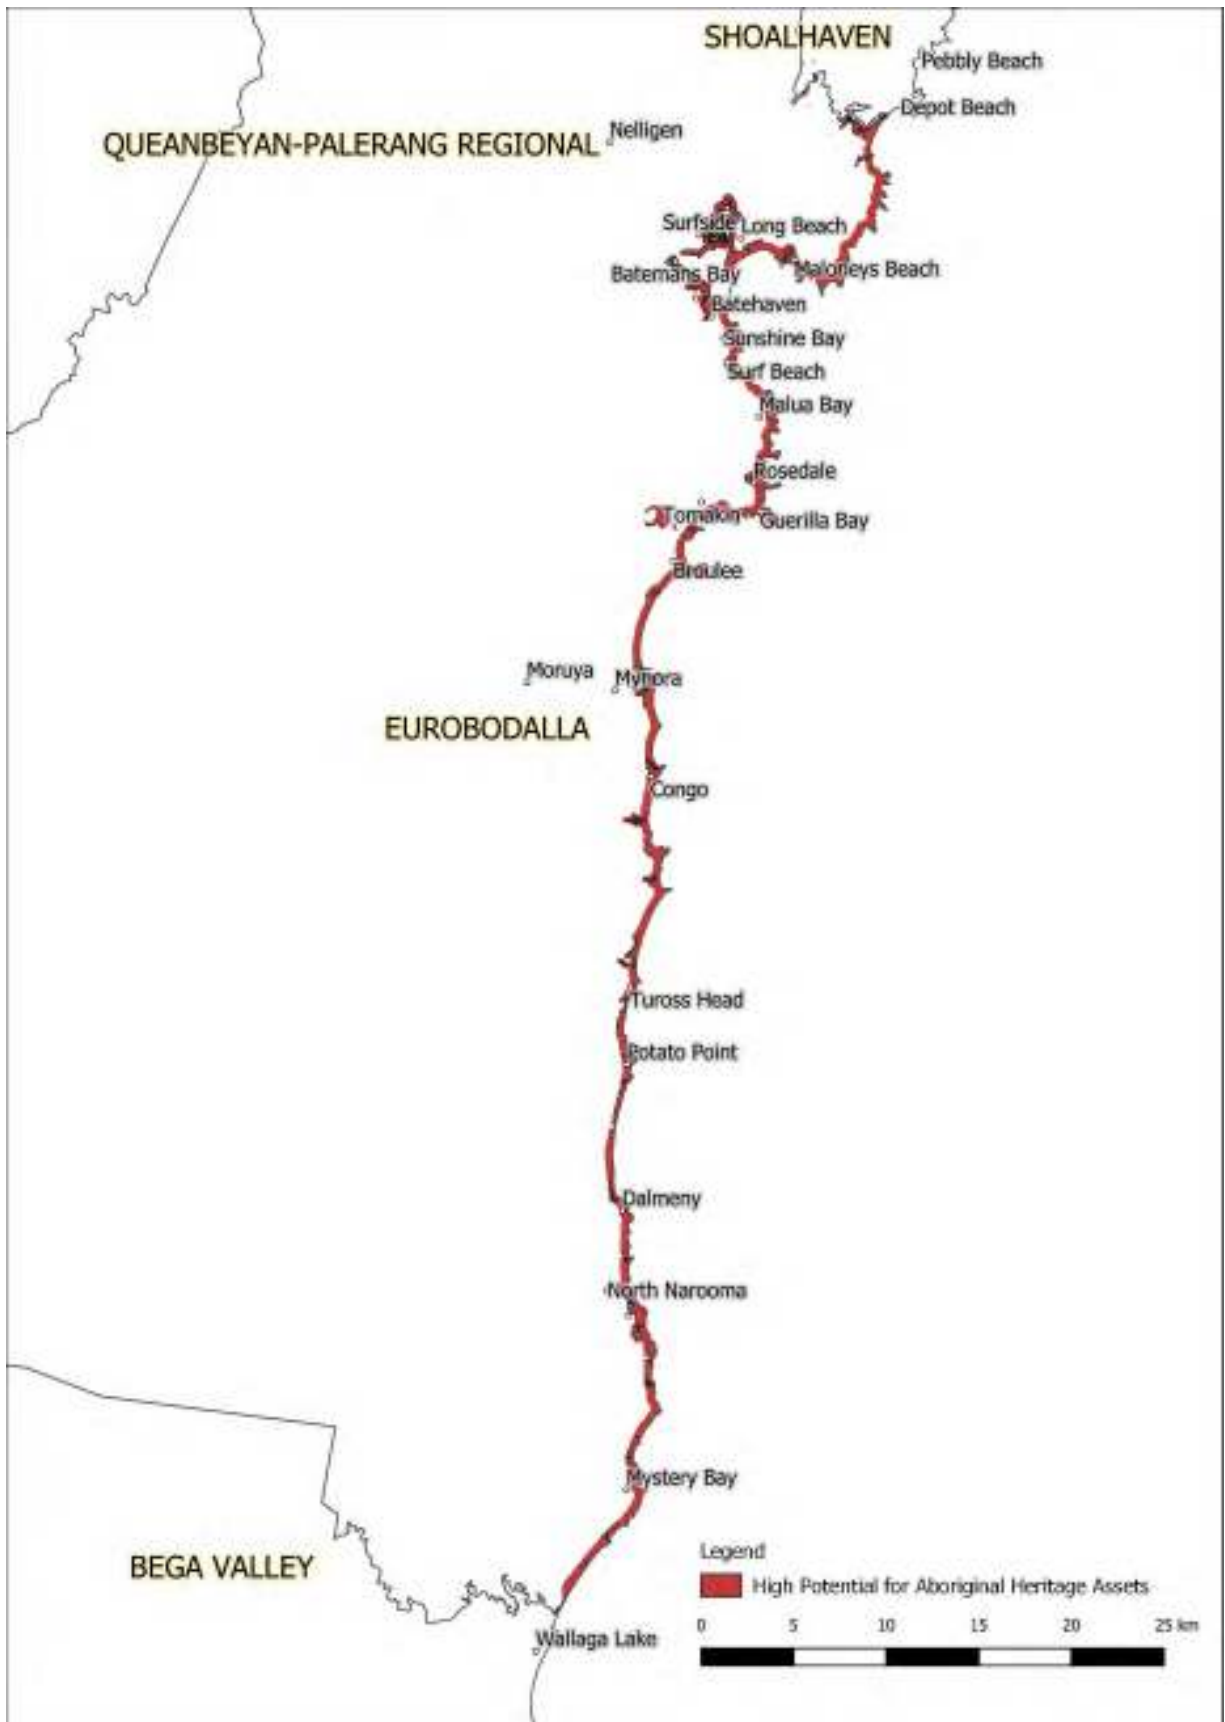 SHOALHAVEN
Pebbly Beach
Depot Beach
Nelligen
QUEANBEYAN-PALERANG REGIONAL
Surfside
Long Beach
Batemans Bay
Maloneys Beach
Batehaven
Sunshine Bay
Surf Beach
Malua Bay
Rosedale
Tomakin
Guerilla Bay
Broulee
Moruya
Mynora
EUROBODALLA
Congo
Tuross Head
Potato Point
Dalmeny
North Narooma
Mystery Bay
BEGA VALLEY
Legend
High Potential for Aboriginal Heritage Assets
0 5 10 15 20 25 km
Wallaga Lake